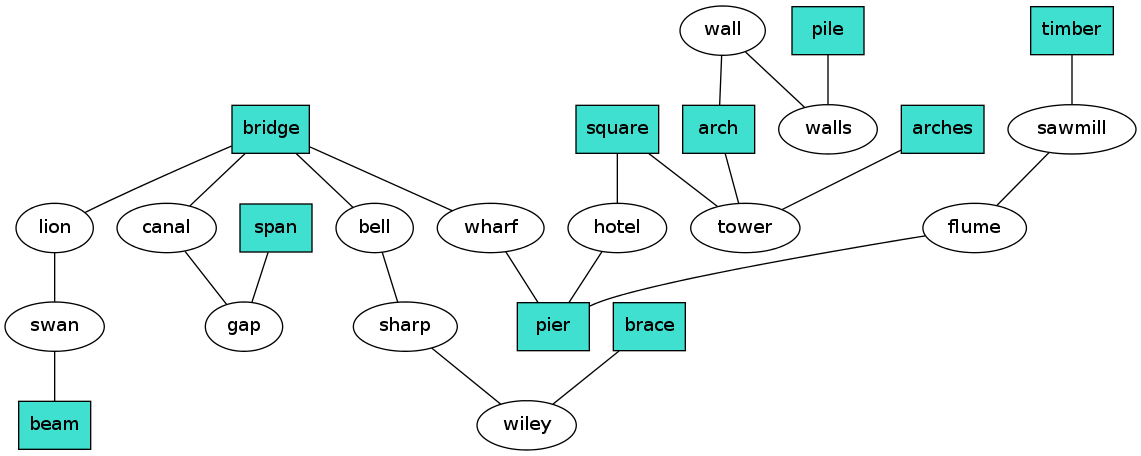 wall
pile
timber
bridge
square
arch
walls
arches
sawmill
lion
canal
span
bell
wharf
hotel
tower
flume
swan
gap
sharp
pier
brace
beam
wiley